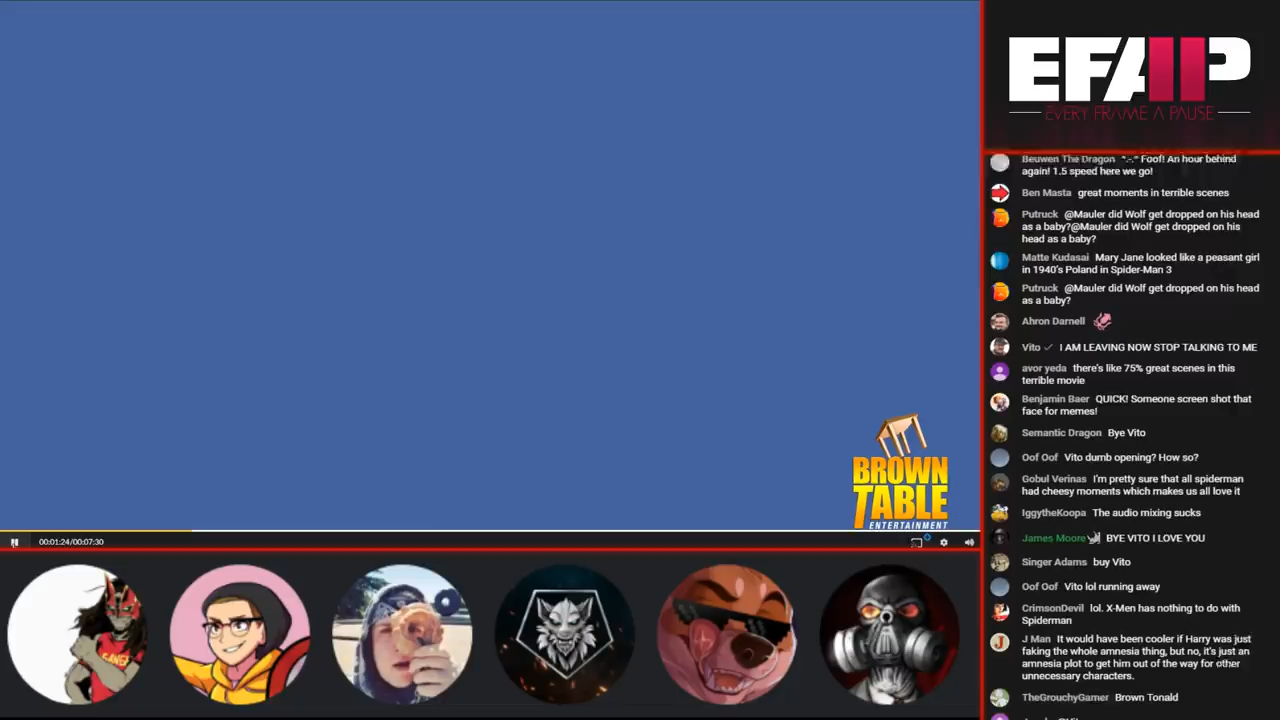 EFAP
EVERY FRAME A PAUSE
Beuwen The Dragon *.-.* Foof! An hour behind
again! 1.5 speed here we go!
Ben Masta great moments in terrible scenes
Putruck @Mauler did Wolf get dropped on his head
as a baby?@Mauler did Wolf get dropped on his
head as a baby?
Matte Kudasai Mary Jane looked like a peasant girl
in 1940's Poland in Spider-Man 3
Putruck @Mauler did Wolf get dropped on his head
as a baby?
Ahron Darnell
Vito ✓ I AM LEAVING NOW STOP TALKING TO ME
avor yeda there's like 75% great scenes in this
terrible movie
Benjamin Baer QUICK! Someone screen shot that
face for memes!
Semantic Dragon Bye Vito
Oof Oof Vito dumb opening? How so?
Gobul Verinas I'm pretty sure that all spiderman
had cheesy moments which makes us all love it
IggytheKoopa The audio mixing sucks
James Moore BYE VITO I LOVE YOU
Singer Adams buy Vito
Oof Oof Vito lol running away
CrimsonDevil lol. X-Men has nothing to do with
Spiderman
J Man It would have been cooler if Harry was just
faking the whole amnesia thing, but no, it's just an
amnesia plot to get him out of the way for other
unnecessary characters.
TheGrouchyGamer Brown Tonald
BROWN
TABLE
ENTERTAINMENT
00:01:24/00:07:30